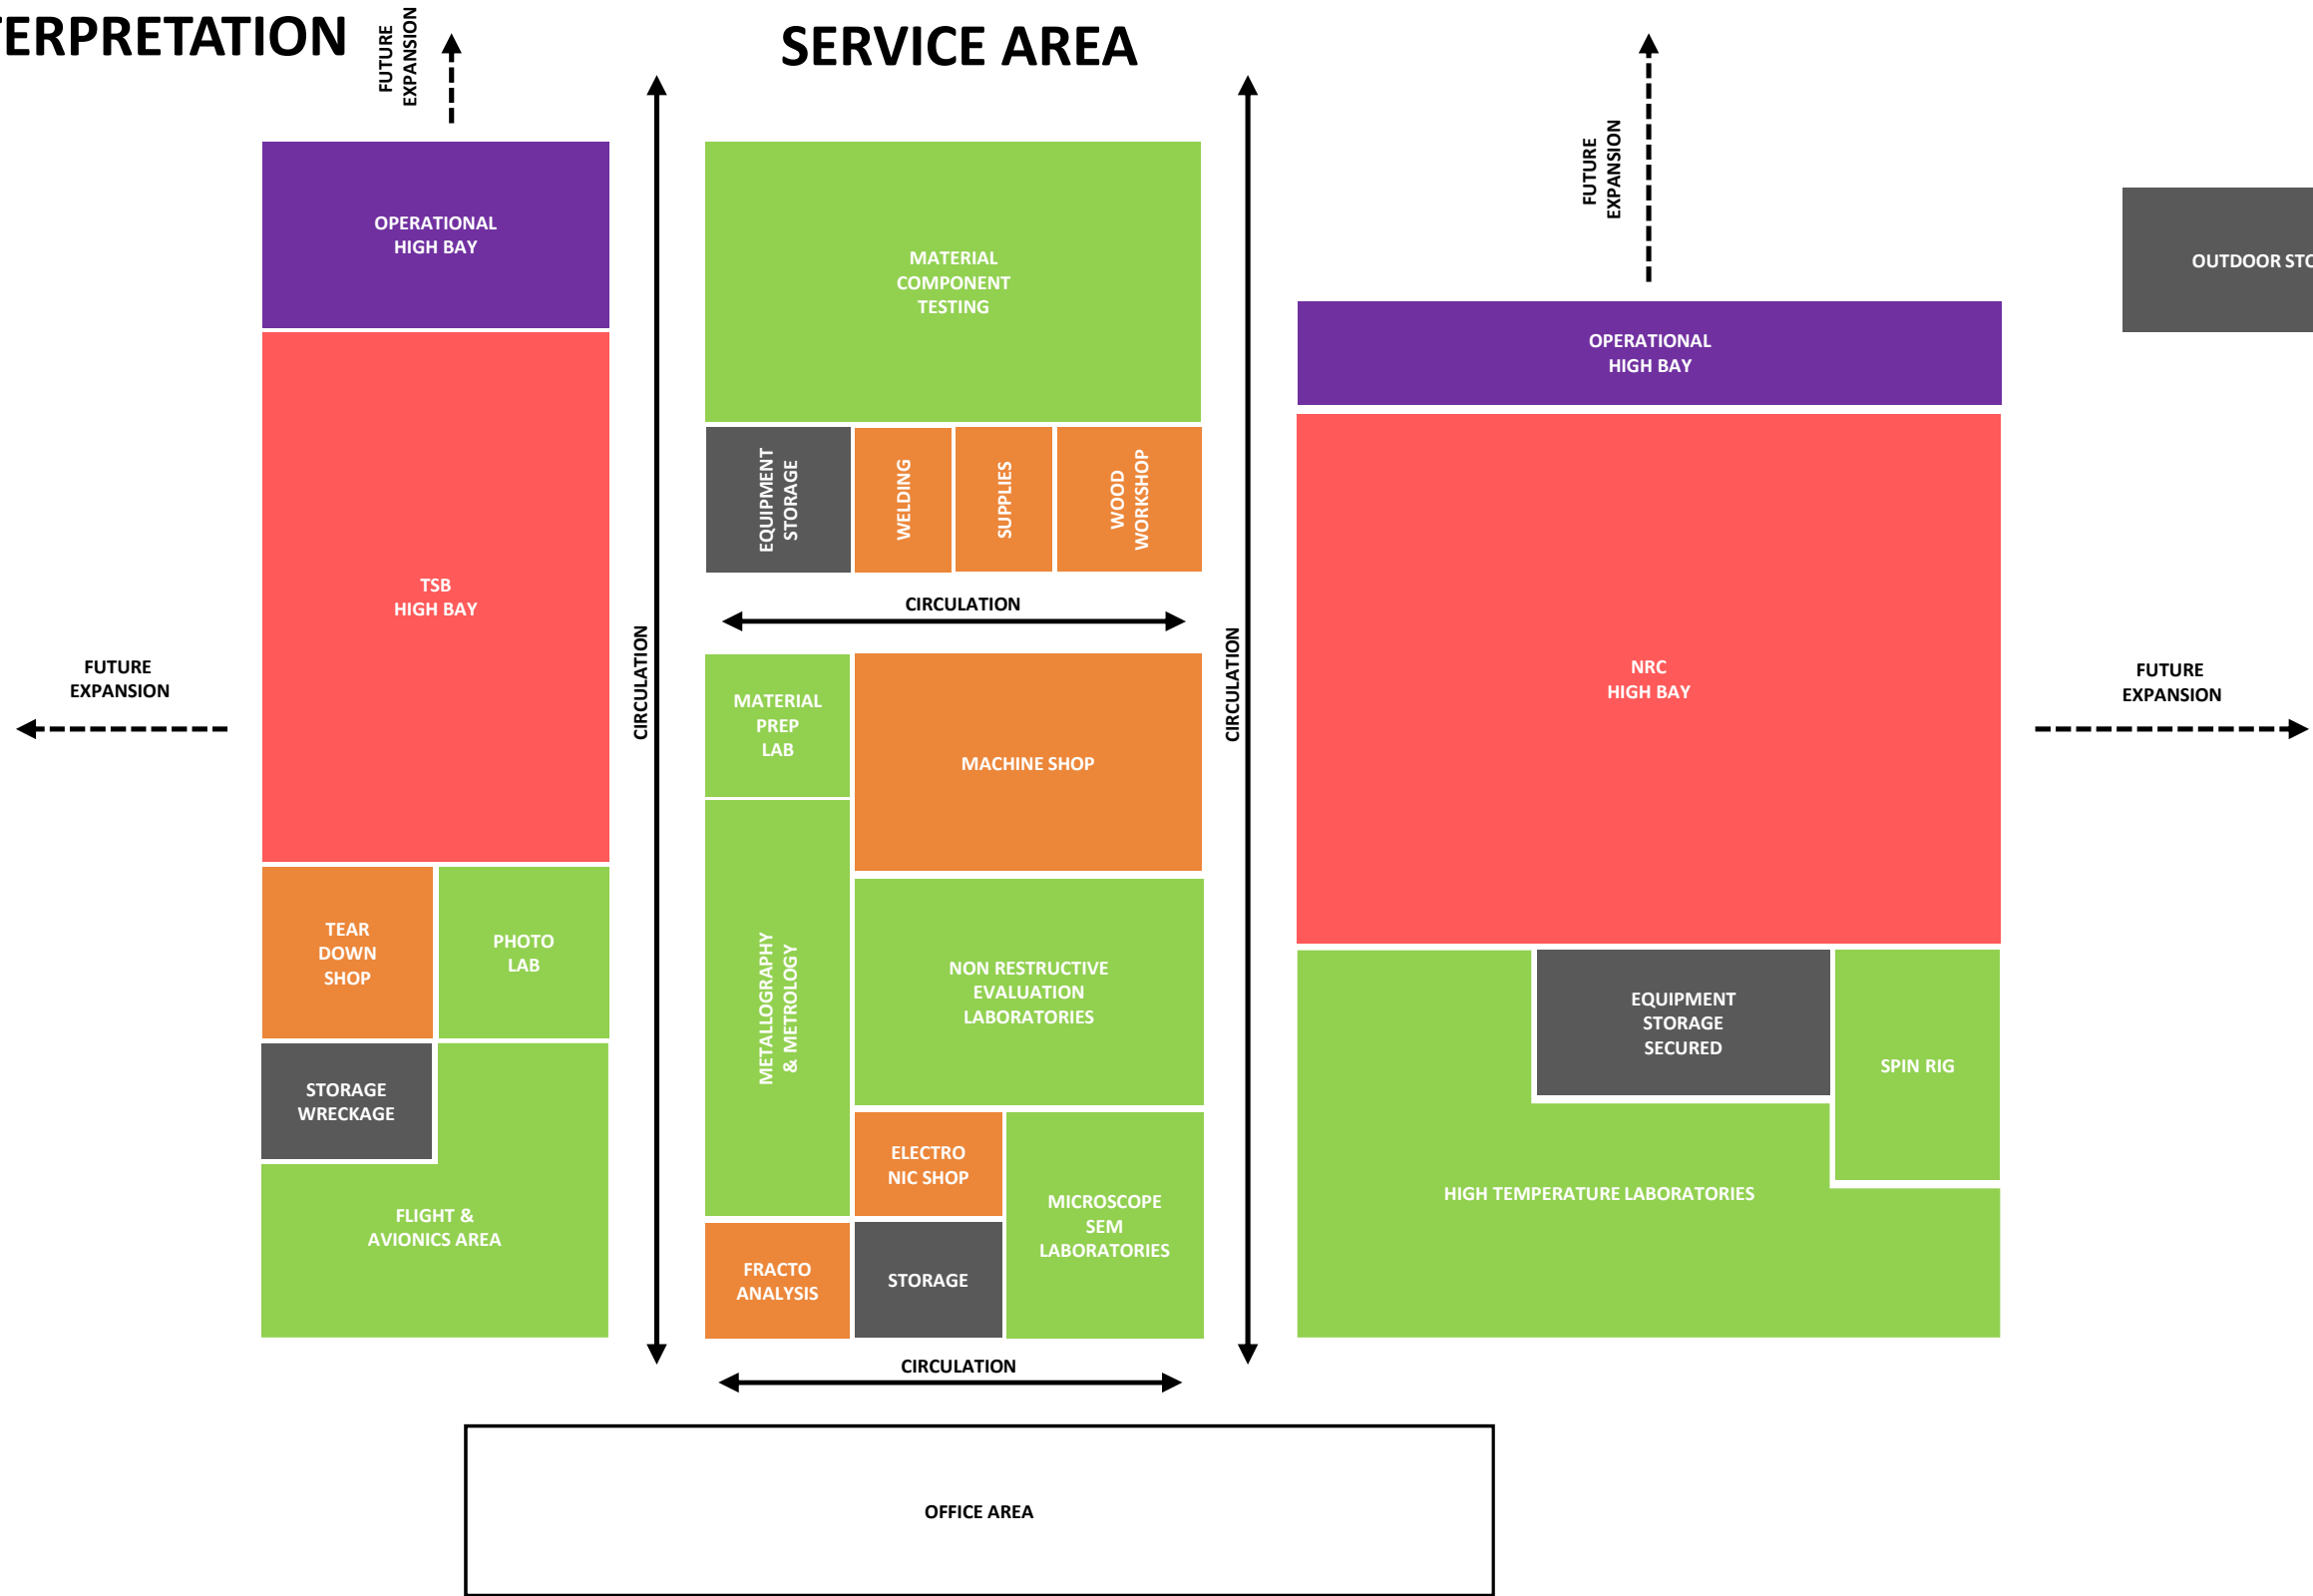 ERPRETATION
SERVICE AREA
FUTURE
EXPANSION
FUTURE
EXPANSION
OPERATIONAL
HIGH BAY
TSB
HIGH BAY
FUTURE
EXPANSION
TEAR
DOWN
SHOP
PHOTO
LAB
STORAGE
WRECKAGE
FLIGHT &
AVIONICS AREA
CIRCULATION
MATERIAL
COMPONENT
TESTING
EQUIPMENT
STORAGE
WELDING
SUPPLIES
WOOD
WORKSHOP
CIRCULATION
MATERIAL
PREP
LAB
MACHINE SHOP
METALLOGRAPHY
& METROLOGY
NON RESTRUCTIVE
EVALUATION
LABORATORIES
ELECTRO
NIC SHOP
MICROSCOPE
SEM
LABORATORIES
FRACTO
ANALYSIS
STORAGE
CIRCULATION
CIRCULATION
OPERATIONAL
HIGH BAY
NRC
HIGH BAY
EQUIPMENT
STORAGE
SECURED
SPIN RIG
HIGH TEMPERATURE LABORATORIES
OUTDOOR STO
FUTURE
EXPANSION
OFFICE AREA